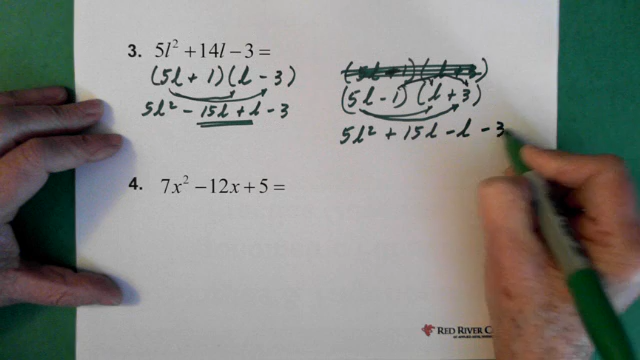 3. 5l² + 14l − 3 =
(5l + 1)(l − 3)
5l² − 15l + l − 3
(5l − 1)(l + 3)
5l² + 15l − l − 3
4. 7x² − 12x + 5 =
RED RIVER C